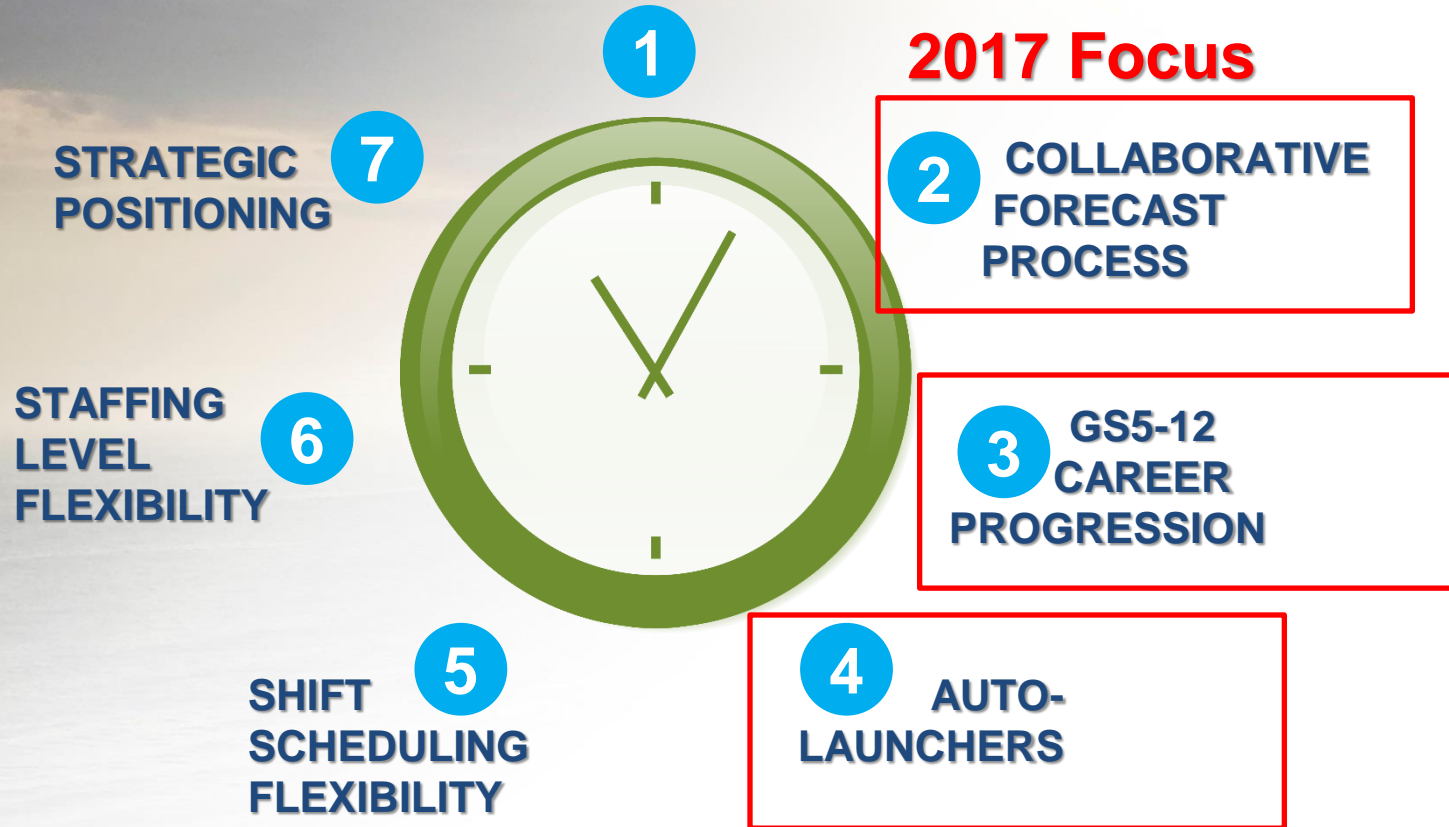 1
2017 Focus
2
COLLABORATIVE
FORECAST
PROCESS
3
GS5-12
CAREER
PROGRESSION
4
AUTO-
LAUNCHERS
5
SHIFT
SCHEDULING
FLEXIBILITY
6
STAFFING
LEVEL
FLEXIBILITY
7
STRATEGIC
POSITIONING